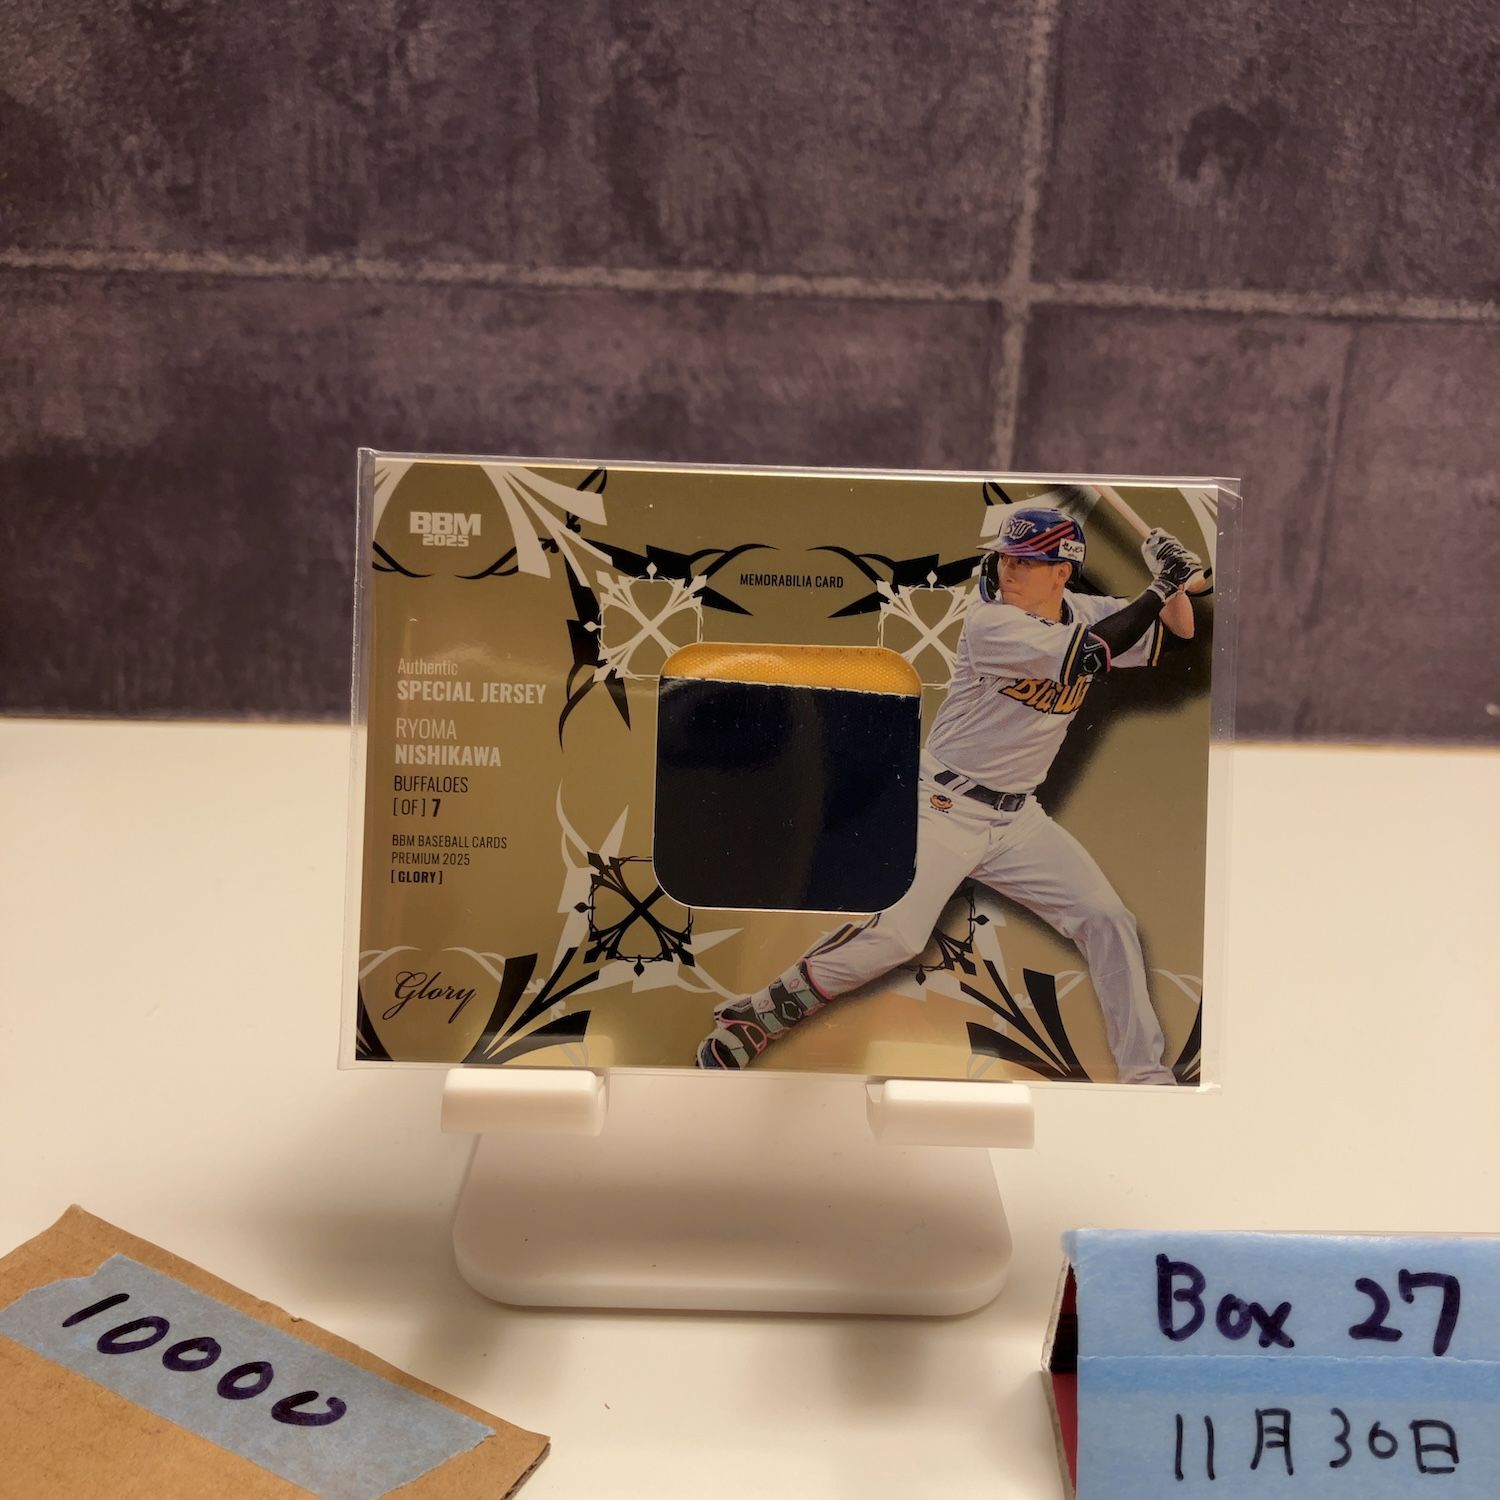 BBM
2025
MEMORABILIA CARD
Authentic
SPECIAL JERSEY
RYOMA
NISHIKAWA
BUFFALOES
[OF] 7
BBM BASEBALL CARDS
PREMIUM 2025
[GLORY]
Glory
10000
Box 27
11月30日